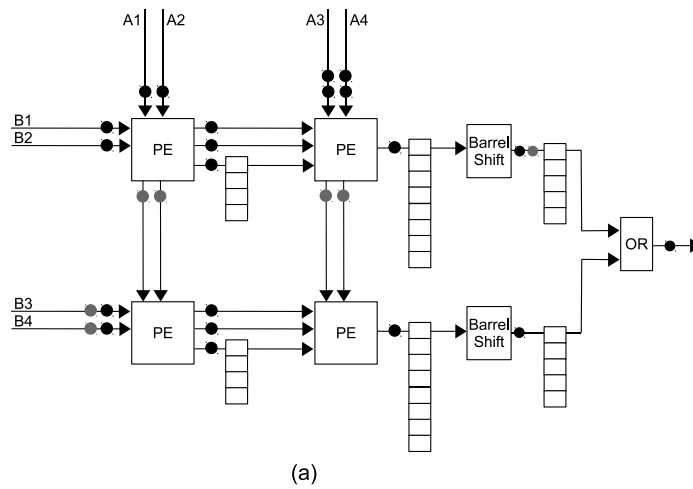 A1 A2 A3 A4
B1
B2
PE
PE
Barrel
Shift
OR
B3
B4
PE
PE
Barrel
Shift
(a)